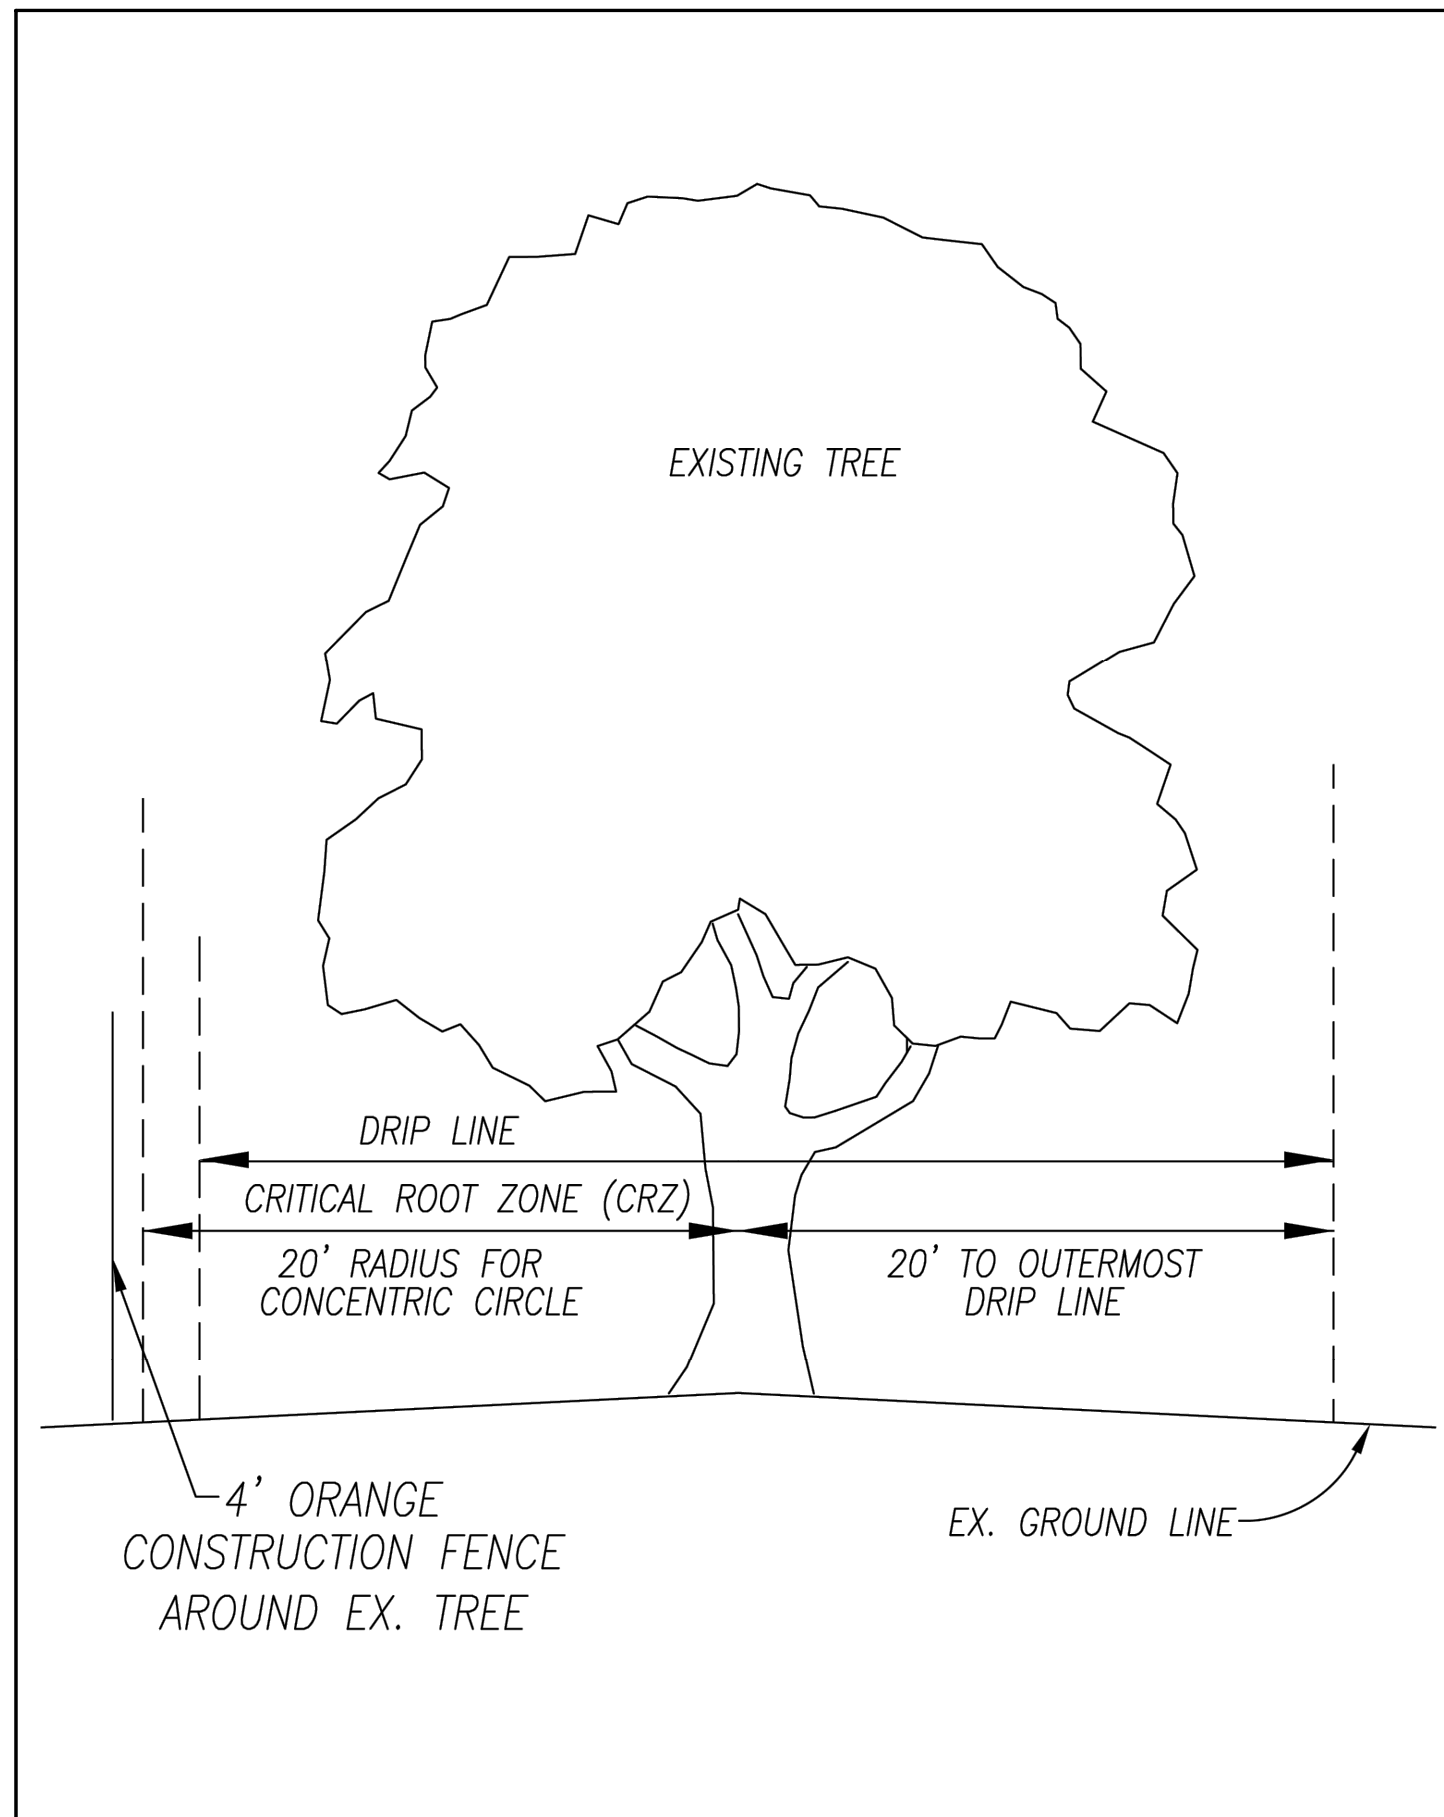 EXISTING TREE
DRIP LINE
CRITICAL ROOT ZONE (CRZ)
20' RADIUS FOR
CONCENTRIC CIRCLE
20' TO OUTERMOST
DRIP LINE
4' ORANGE
CONSTRUCTION FENCE
AROUND EX. TREE
EX. GROUND LINE